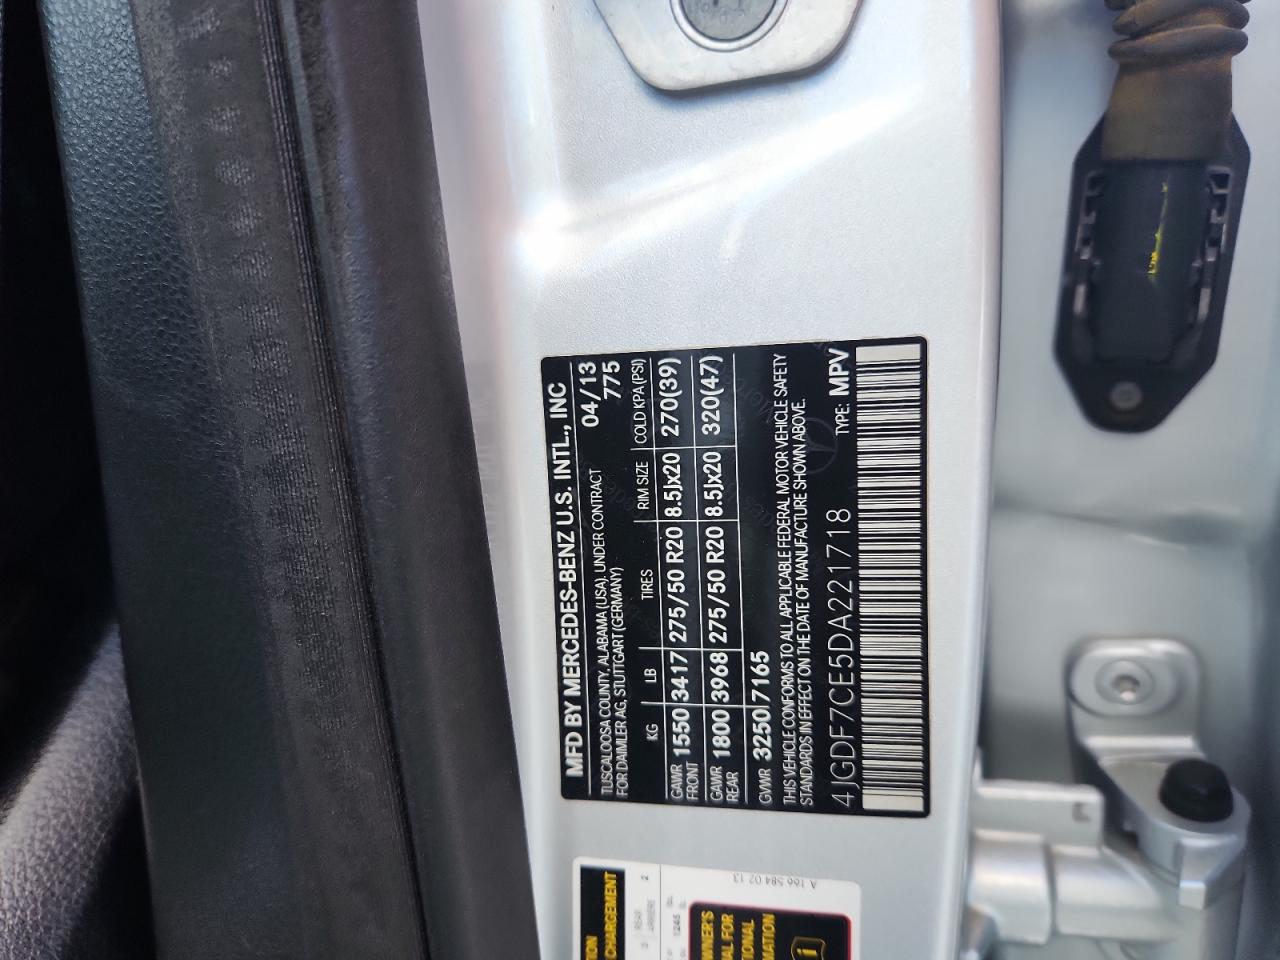 MFD BY MERCEDES-BENZ U.S. INTL., INC
TUSCALOOSA COUNTY, ALABAMA (USA). UNDER CONTRACT 04/13
FOR DAIMLER AG, STUTTGART (GERMANY) 775
KG LB TIRES RIM SIZE COLD KPA (PSI)
GAWR FRONT 1550 3417 275/50 R20 8.5Jx20 270(39)
GAWR REAR 1800 3968 275/50 R20 8.5Jx20 320(47)
GVWR 3250 7165
THIS VEHICLE CONFORMS TO ALL APPLICABLE FEDERAL MOTOR VEHICLE SAFETY
STANDARDS IN EFFECT ON THE DATE OF MANUFACTURE SHOWN ABOVE.
4JGDF7CE5DA221718 TYPE: MPV
A 166 584 02 13
CHARGEMENT
REAR 2
ARRIERE